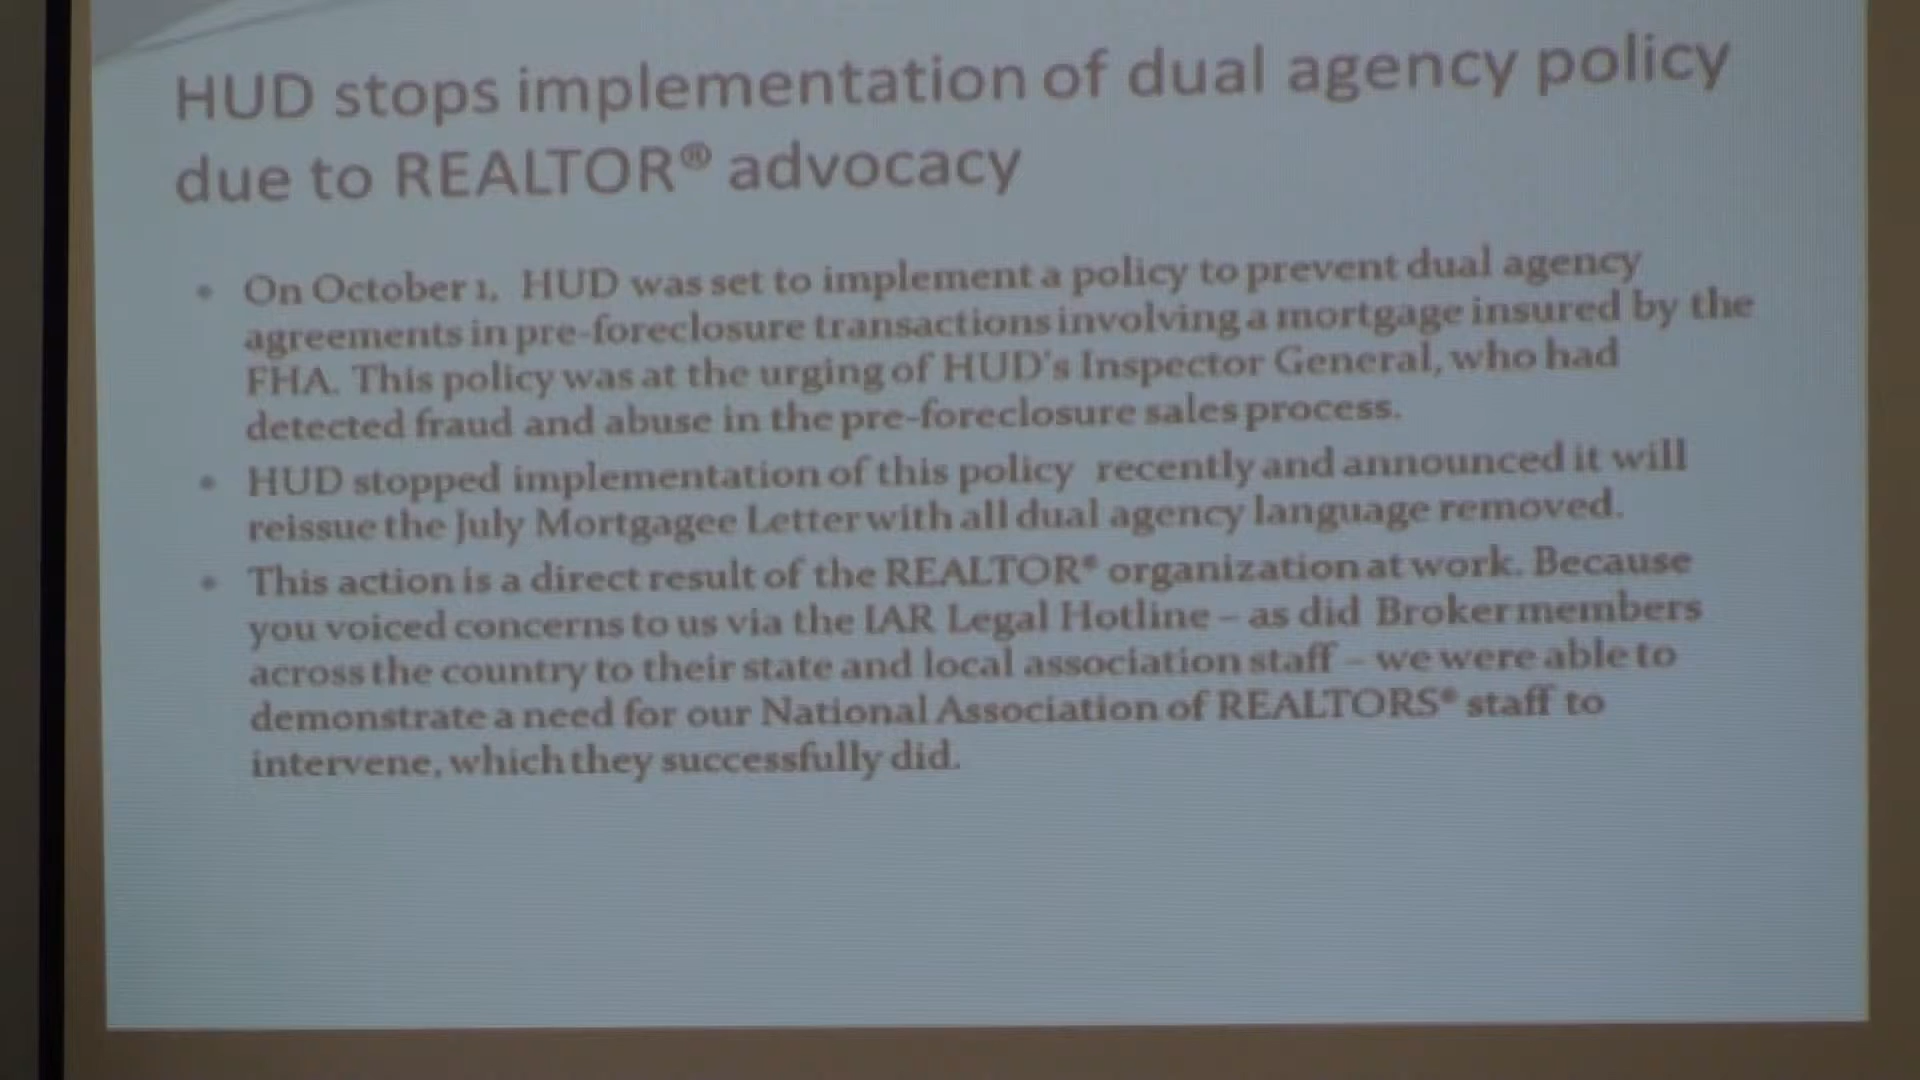 HUD stops implementation of dual agency policy
due to REALTOR® advocacy
• On October 1, HUD was set to implement a policy to prevent dual agency
agreements in pre-foreclosure transactions involving a mortgage insured by the
FHA. This policy was at the urging of HUD's Inspector General, who had
detected fraud and abuse in the pre-foreclosure sales process.
• HUD stopped implementation of this policy recently and announced it will
reissue the July Mortgagee Letter with all dual agency language removed.
• This action is a direct result of the REALTOR® organization at work. Because
you voiced concerns to us via the IAR Legal Hotline – as did Broker members
across the country to their state and local association staff – we were able to
demonstrate a need for our National Association of REALTORS® staff to
intervene, which they successfully did.